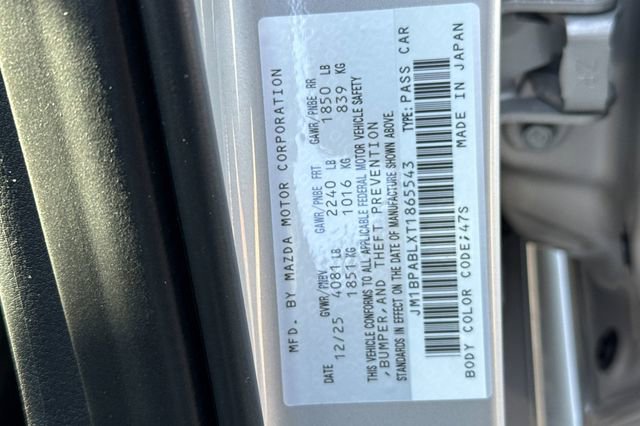 MFD. BY MAZDA MOTOR CORPORATION
DATE GVWR/PNBV GAWR/PNBE FRT GAWR/PNBE RR
12/25 4081 LB 2240 LB 1850 LB
1851 KG 1016 KG 839 KG
THIS VEHICLE CONFORMS TO ALL APPLICABLE FEDERAL MOTOR VEHICLE SAFETY
, BUMPER, AND THEFT PREVENTION
STANDARDS IN EFFECT ON THE DATE OF MANUFACTURE SHOWN ABOVE.
JM1BPABLXT1865543 TYPE: PASS CAR
BODY COLOR CODE/47S MADE IN JAPAN